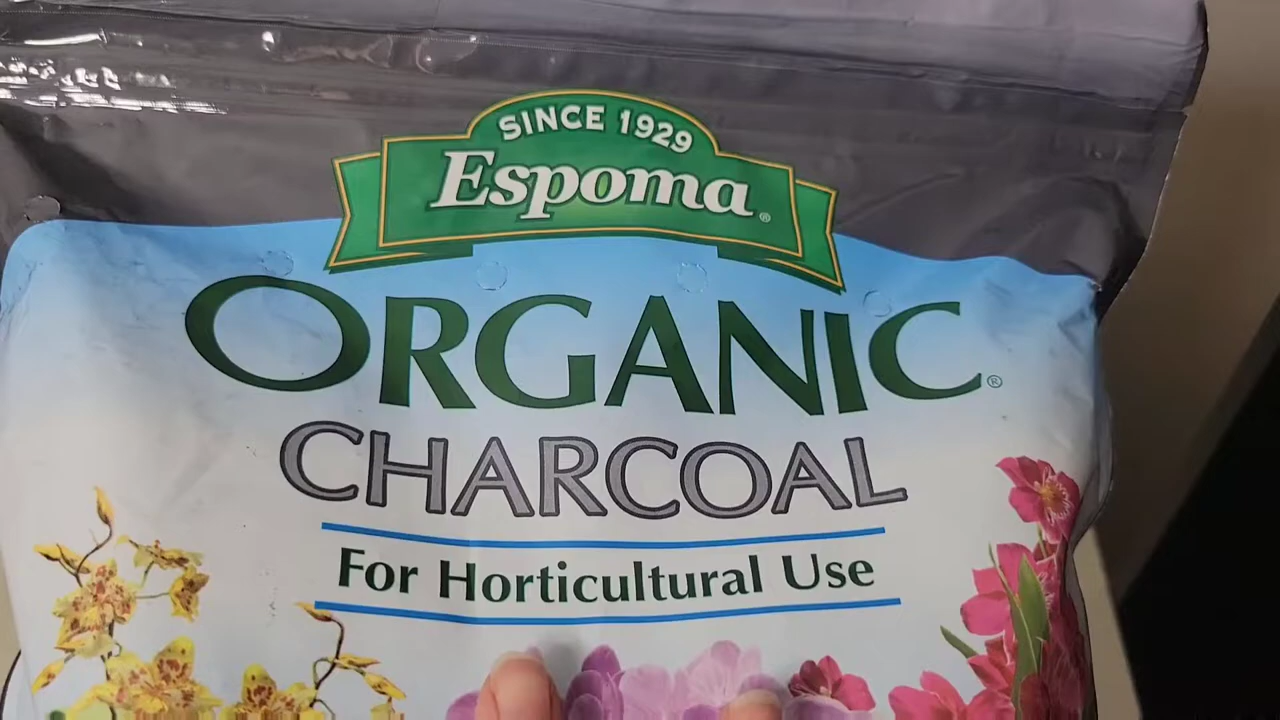 SINCE 1929
Espoma®
ORGANIC®
CHARCOAL
For Horticultural Use